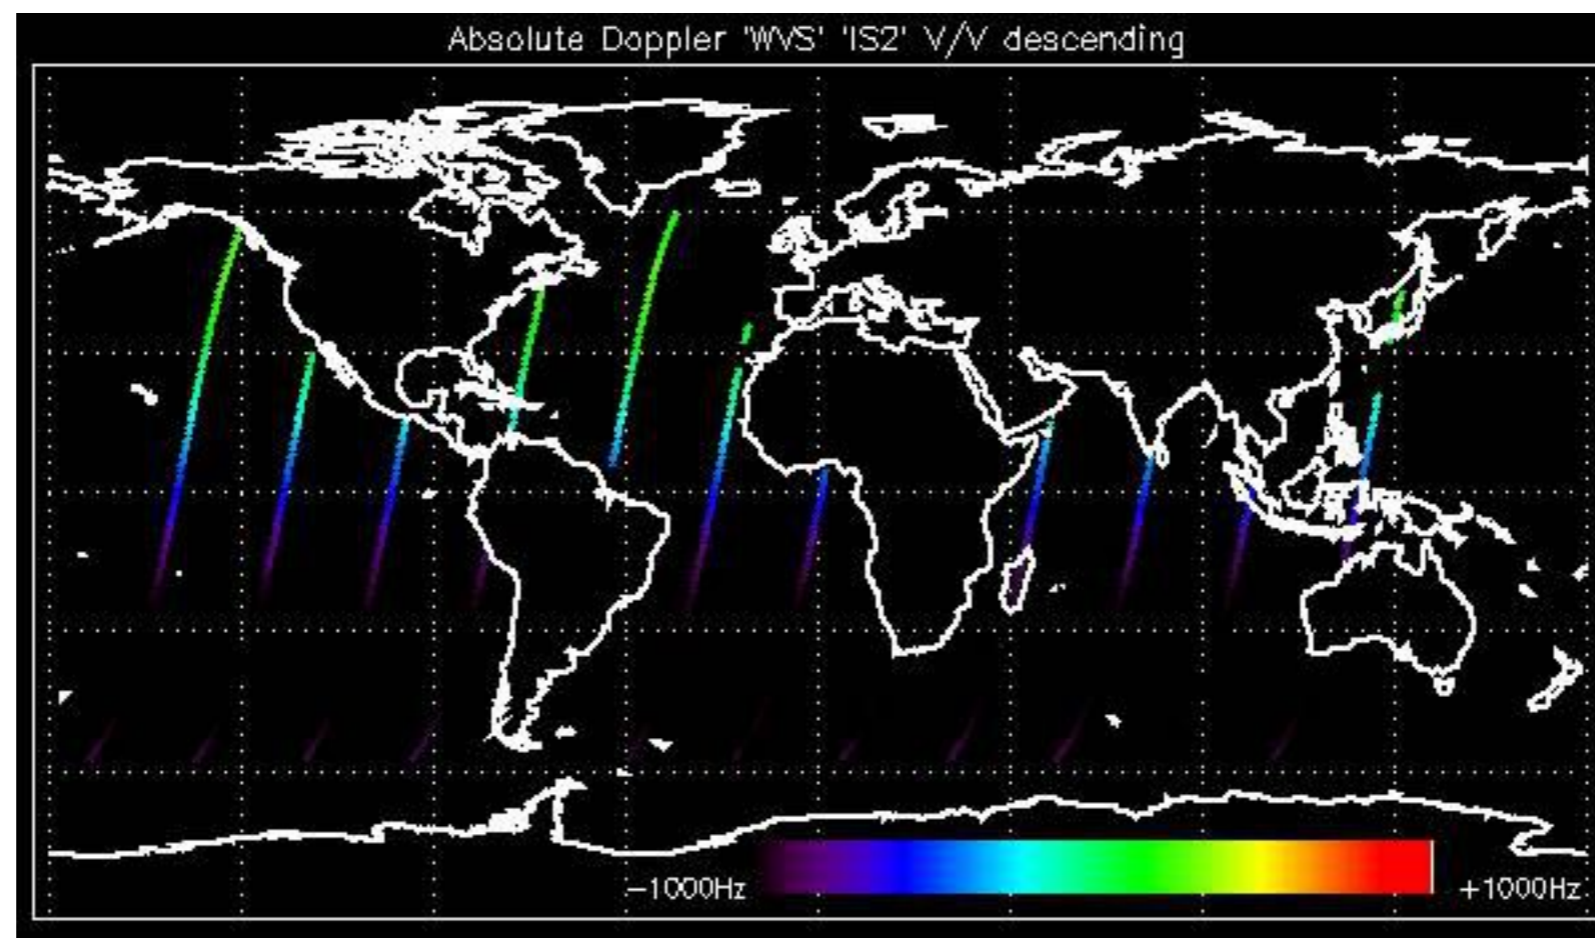 Absolute Doppler 'WVS' 'IS2' V/V descending
−1000Hz
+1000Hz